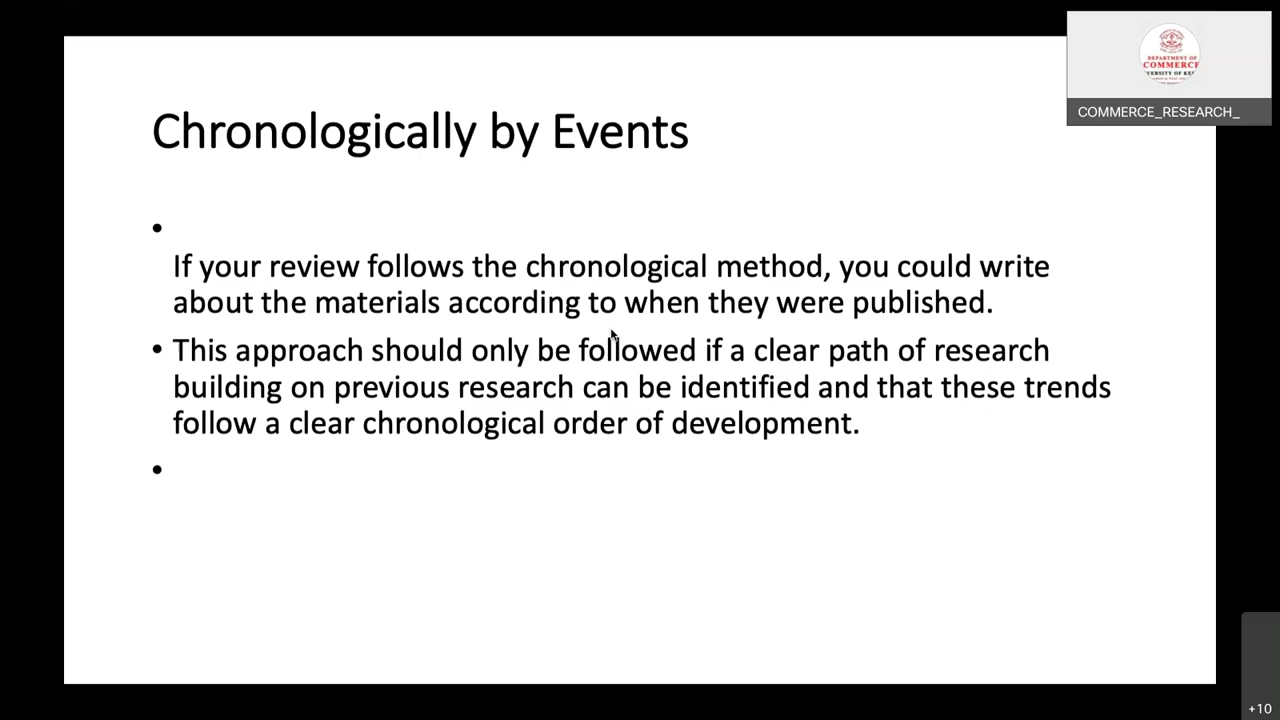 Chronologically by Events
•
If your review follows the chronological method, you could write
about the materials according to when they were published.
• This approach should only be followed if a clear path of research
building on previous research can be identified and that these trends
follow a clear chronological order of development.
•
DEPARTMENT OF
COMMERCE
COMMERCE_RESEARCH_
+10